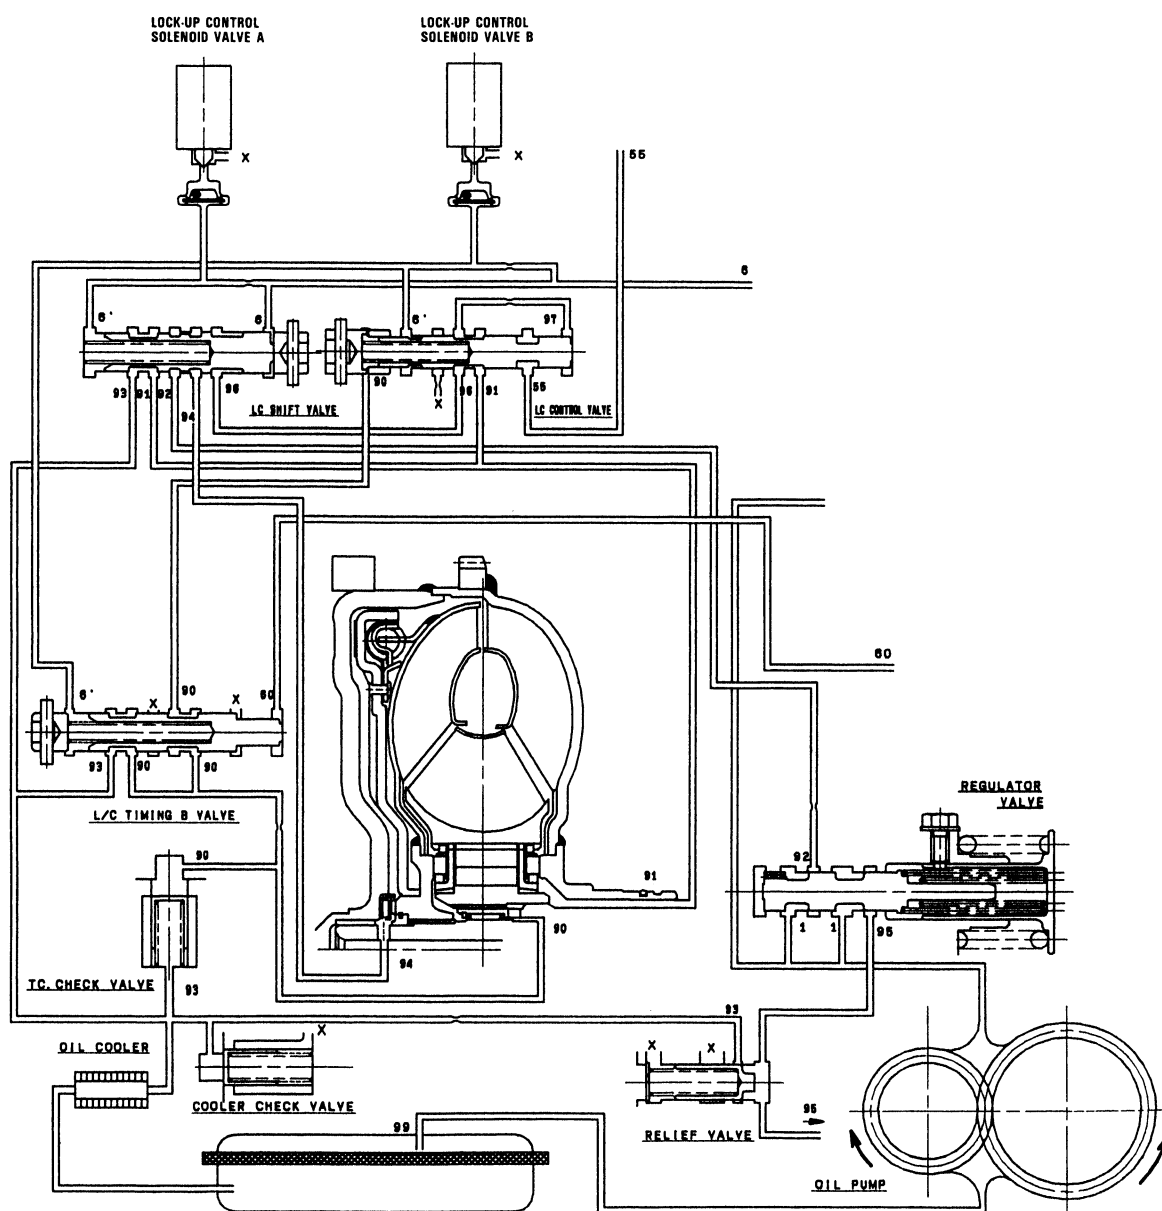 LOCK-UP CONTROL
SOLENOID VALVE A
LOCK-UP CONTROL
SOLENOID VALVE B
X
X
55
6
6'
6
6'
97
93
91
92
96
90
96
91
55
94
X
LC SHIFT VALVE
LC CONTROL VALVE
60
6'
90
X
X
60
93
90
90
L/C TIMING B VALVE
REGULATOR
VALVE
90
92
91
1
1
95
90
94
TC. CHECK VALVE
93
93
OIL COOLER
X
X
X
COOLER CHECK VALVE
95
99
RELIEF VALVE
OIL PUMP